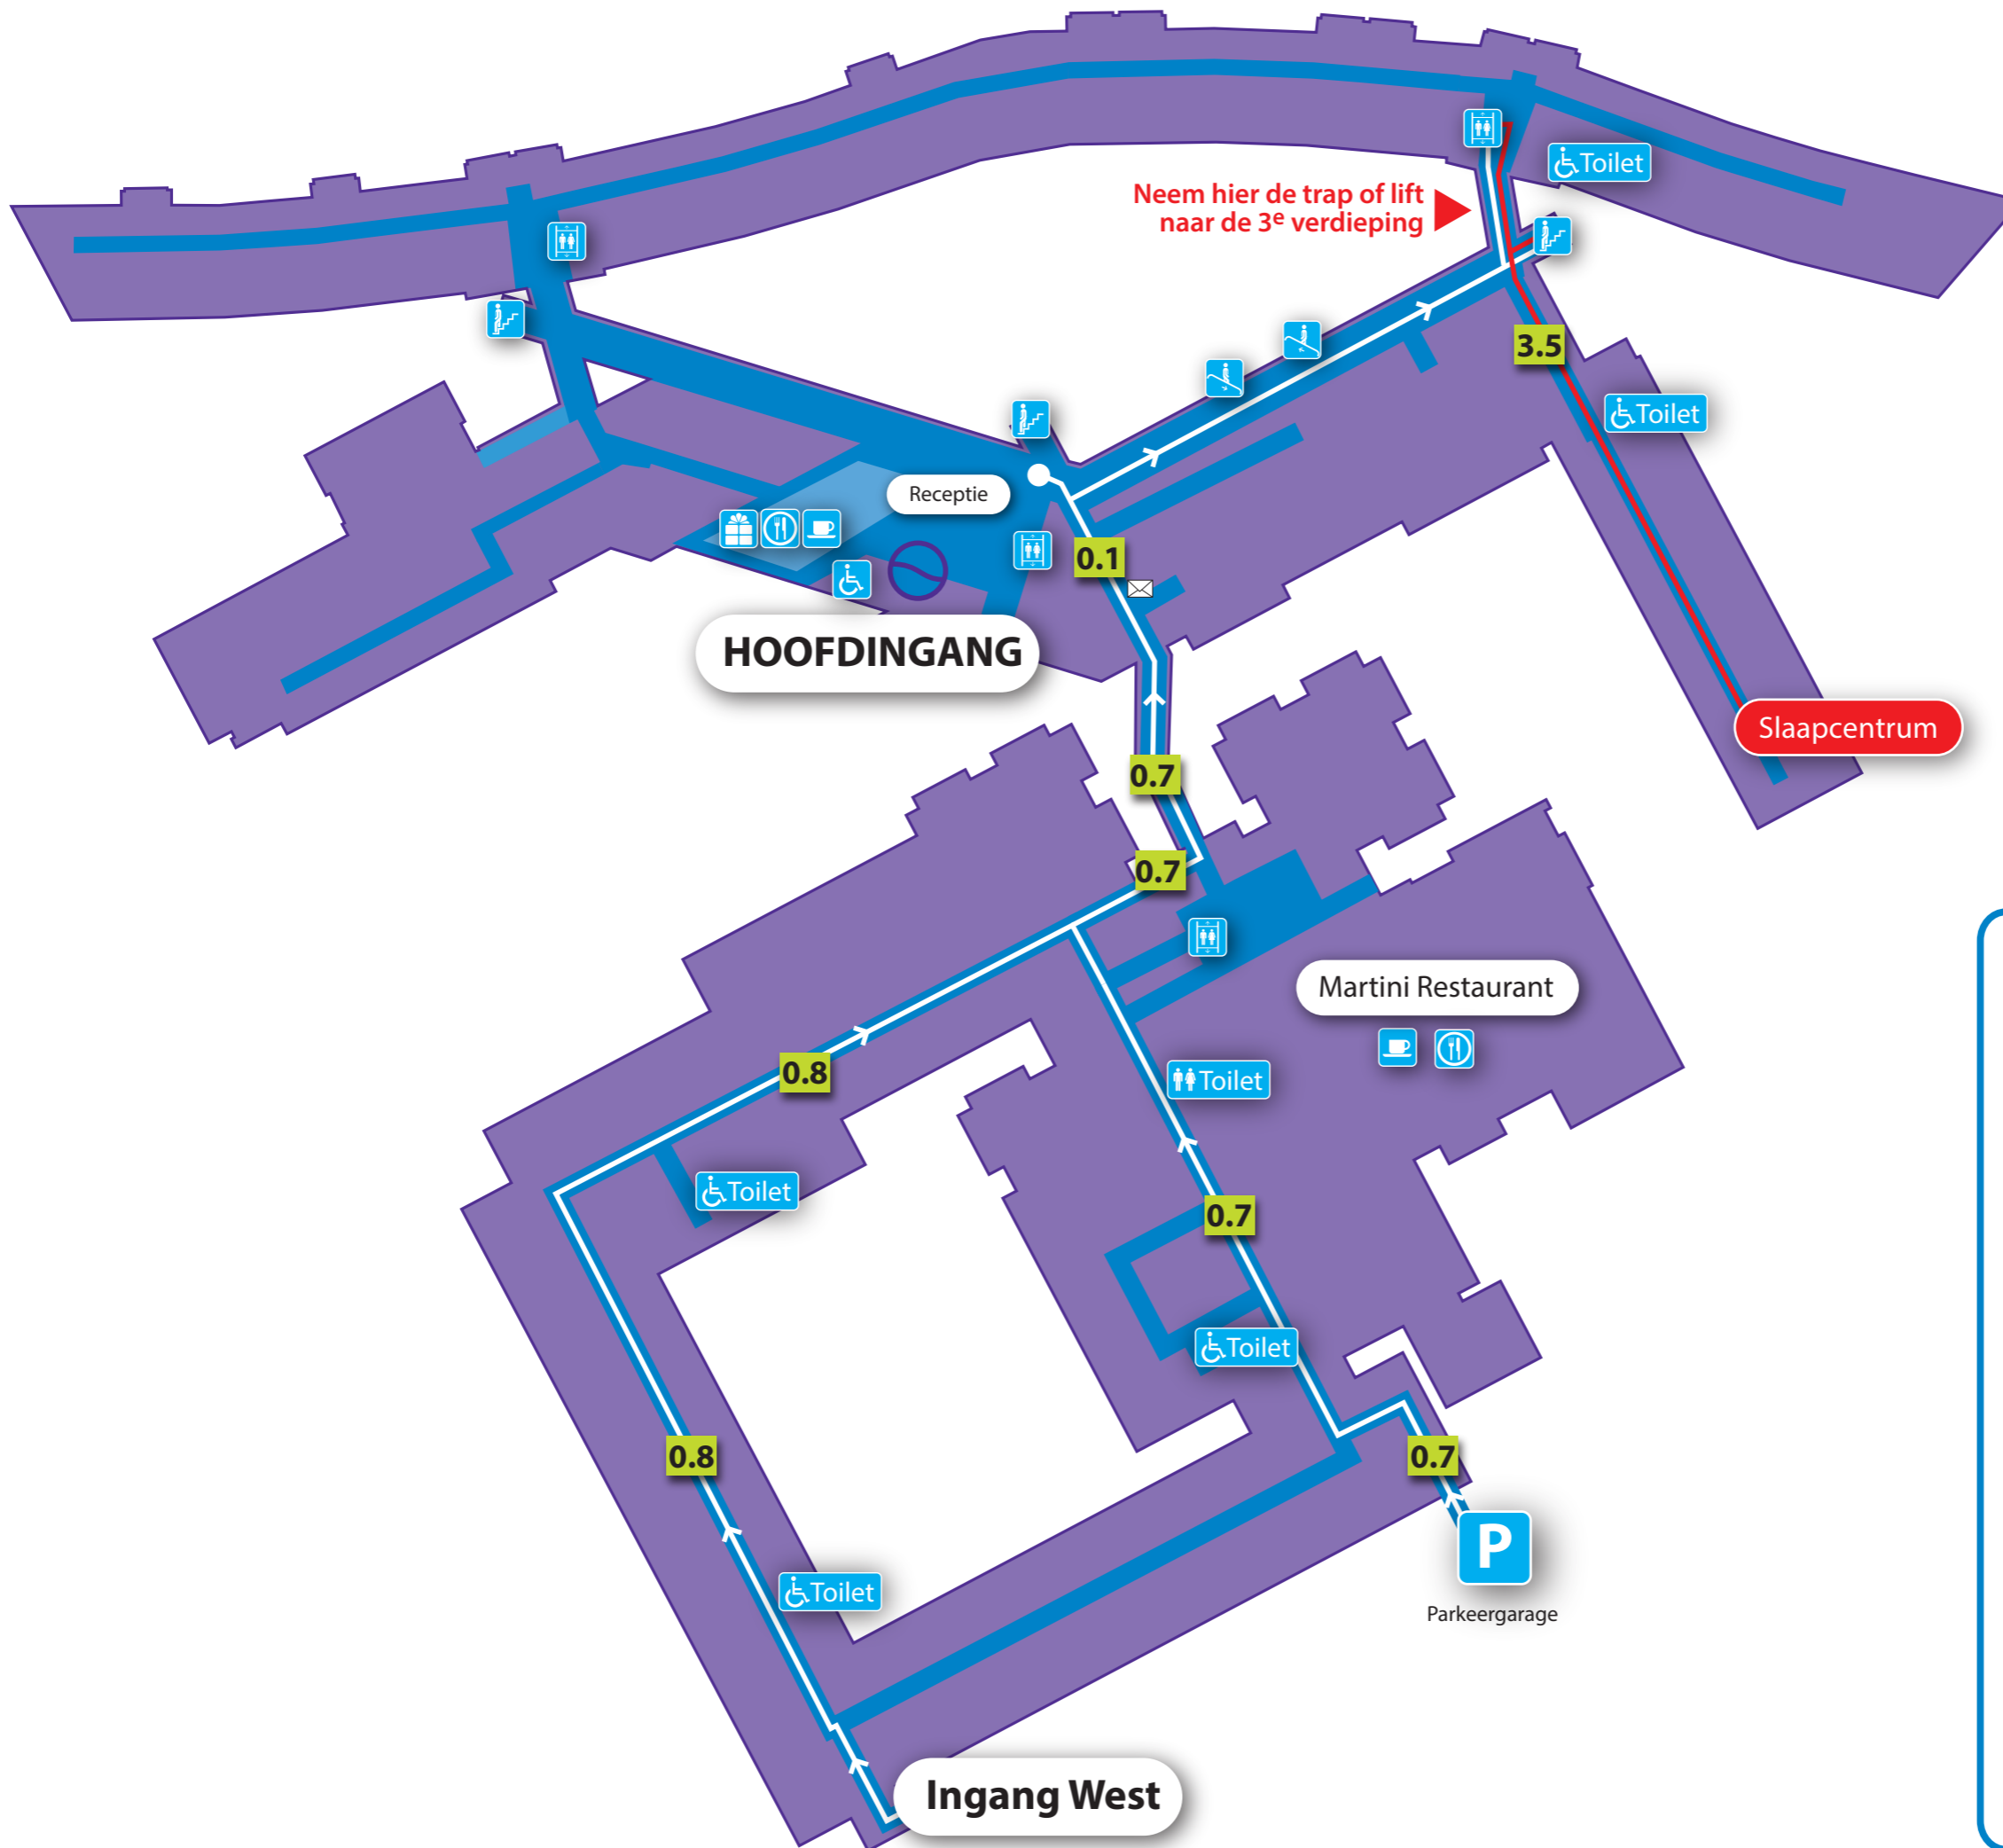 Toilet
Neem hier de trap of lift
naar de 3e verdieping
3.5
Toilet
Receptie
0.1
HOOFDINGANG
Slaapcentrum
0.7
0.7
Martini Restaurant
0.8
Toilet
Toilet
0.7
Toilet
0.8
0.7
P
Toilet
Parkeergarage
Ingang West